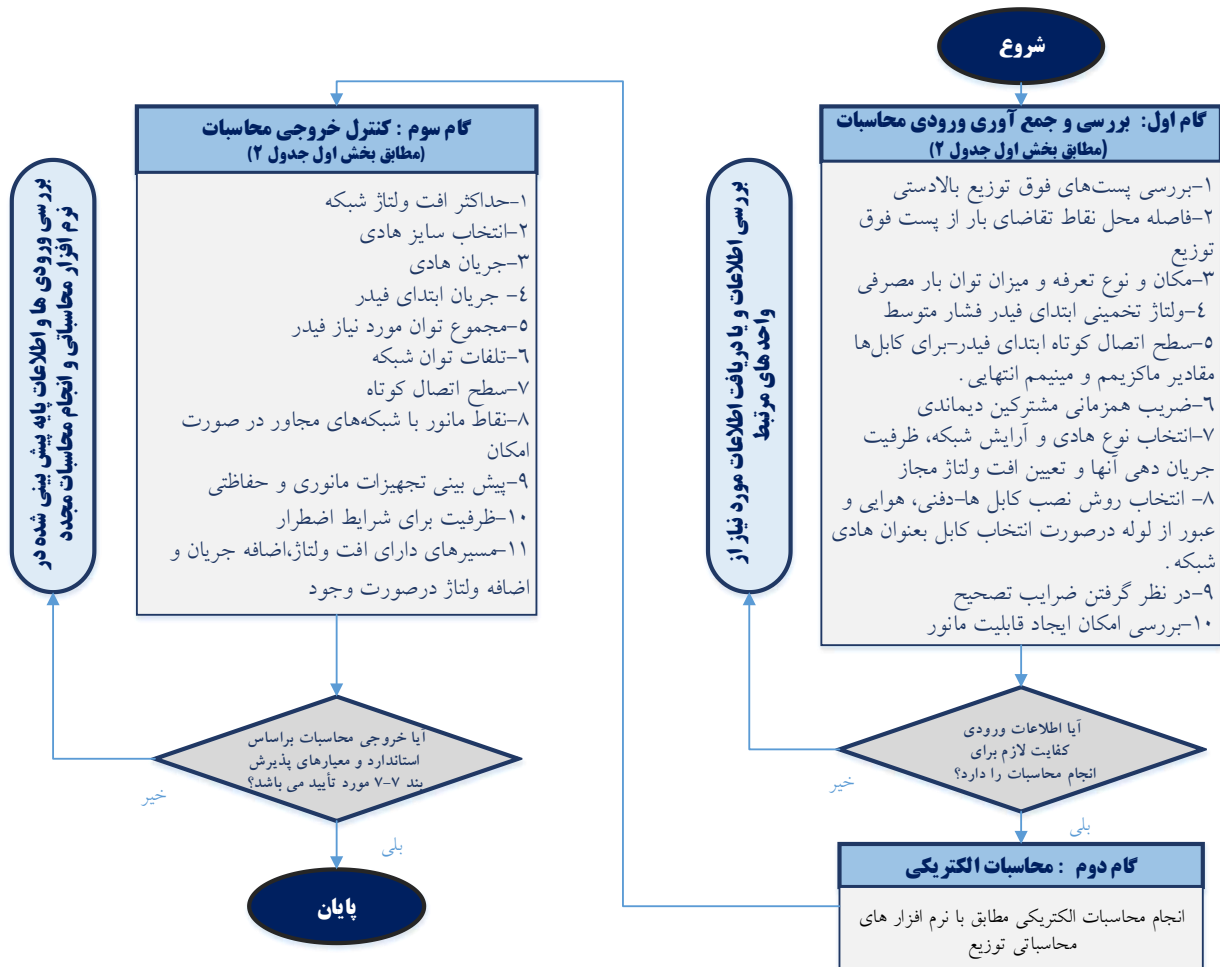 شروع
گام اول: بررسی و جمع آوری ورودی محاسبات
(مطابق بخش اول جدول ۲)
۱-بررسی پست‌های فوق توزیع بالادستی
۲-فاصله محل نقاط تقاضای بار از پست فوق
توزیع
۳-مکان و نوع تعرفه و میزان توان بار مصرفی
٤-ولتاژ تخمینی ابتدای فیدر فشار متوسط
٥-سطح اتصال کوتاه ابتدای فیدر-برای کابل‌ها
مقادیر ماکزیمم و مینیمم انتهایی.
٦-ضریب همزمانی مشترکین دیماندی
۷-انتخاب نوع هادی و آرایش شبکه، ظرفیت
جریان دهی آنها و تعیین افت ولتاژ مجاز
۸- انتخاب روش نصب کابل ها-دفنی، هوایی و
عبور از لوله درصورت انتخاب کابل بعنوان هادی
شبکه.
۹-در نظر گرفتن ضرایب تصحیح
۱۰-بررسی امکان ایجاد قابلیت مانور
بررسی اطلاعات و یا دریافت اطلاعات مورد نیاز از
واحد های مرتبط
آیا اطلاعات ورودی
کفایت لازم برای
انجام محاسبات را دارد؟
خیر
بلی
گام دوم : محاسبات الکتریکی
انجام محاسبات الکتریکی مطابق با نرم افزار های
محاسباتی توزیع
گام سوم : کنترل خروجی محاسبات
(مطابق بخش اول جدول ۲)
۱-حداکثر افت ولتاژ شبکه
۲-انتخاب سایز هادی
۳-جریان هادی
٤- جریان ابتدای فیدر
٥-مجموع توان مورد نیاز فیدر
٦-تلفات توان شبکه
۷-سطح اتصال کوتاه
۸-نقاط مانور با شبکه‌های مجاور در صورت
امکان
۹-پیش بینی تجهیزات مانوری و حفاظتی
۱۰-ظرفیت برای شرایط اضطرار
۱۱-مسیرهای دارای افت ولتاژ،اضافه جریان و
اضافه ولتاژ درصورت وجود
بررسی ورودی ها و اطلاعات پایه پیش بینی شده در
نرم افزار محاسباتی و انجام محاسبات مجدد
آیا خروجی محاسبات براساس
استاندارد و معیارهای پذیرش
بند ۷-۷ مورد تأیید می باشد؟
خیر
بلی
پایان